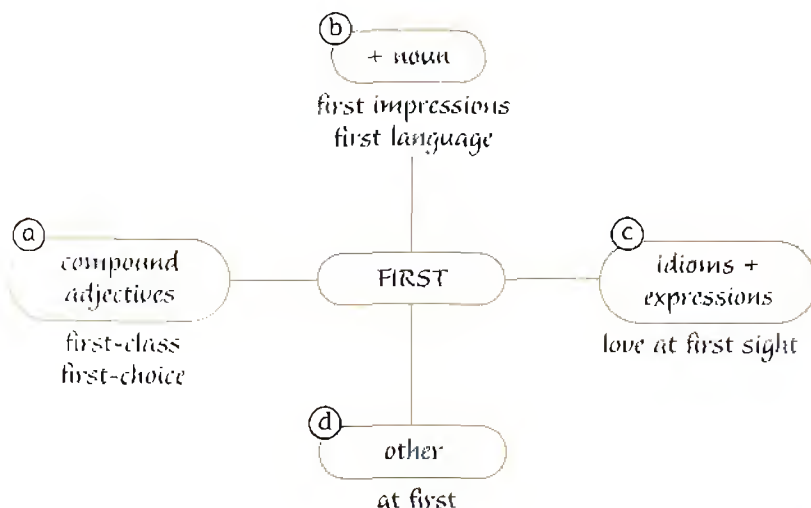 b
+ noun
first impressions
first language
a
compound
adjectives
first-class
first-choice
FIRST
c
idioms +
expressions
love at first sight
d
other
at first